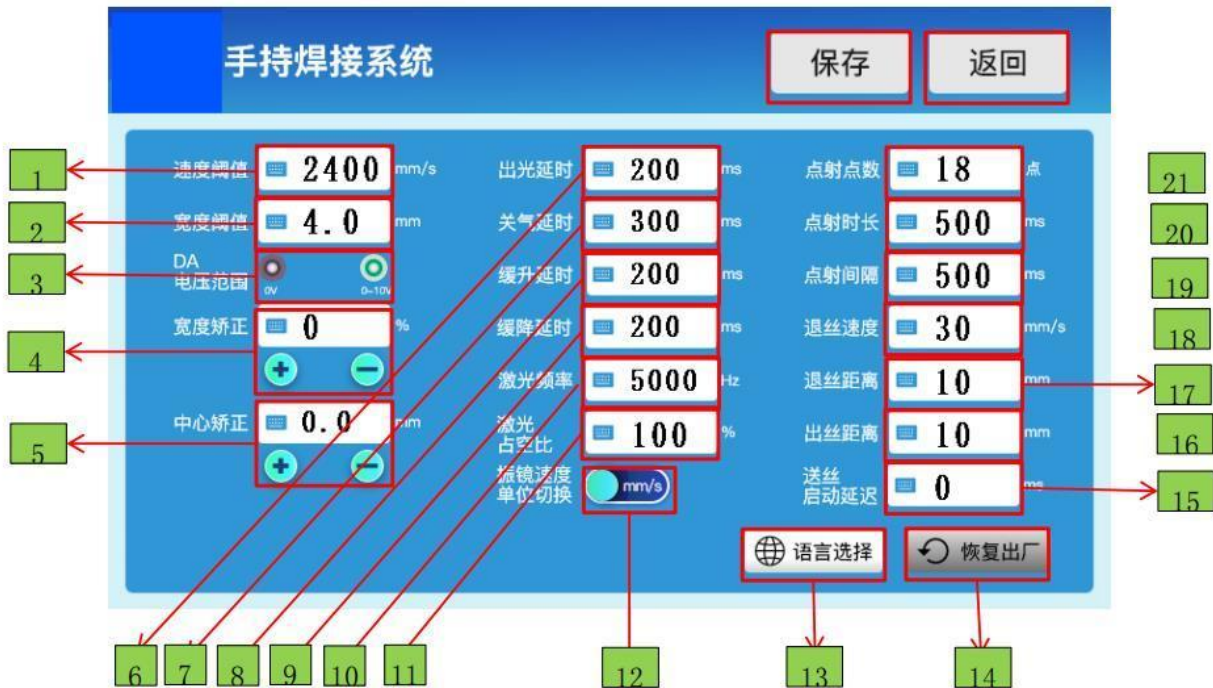 手持焊接系统
保存
返回
1
速度阈值 2400 mm/s
出光延时 200 ms
点射点数 18 点
21
2
宽度阈值 4.0 mm
关气延时 300 ms
点射时长 500 ms
20
3
DA
电压范围
0V
0~10V
缓升延时 200 ms
点射间隔 500 ms
19
4
宽度矫正 0 %
缓降延时 200 ms
退丝速度 30 mm/s
18
激光频率 5000 Hz
退丝距离 10 mm
17
5
中心矫正 0.0 mm
激光
占空比 100 %
出丝距离 10 mm
16
振镜速度
单位切换 mm/s
送丝
启动延迟 0 ms
15
语言选择
恢复出厂
6 7 8 9 10 11 12 13 14